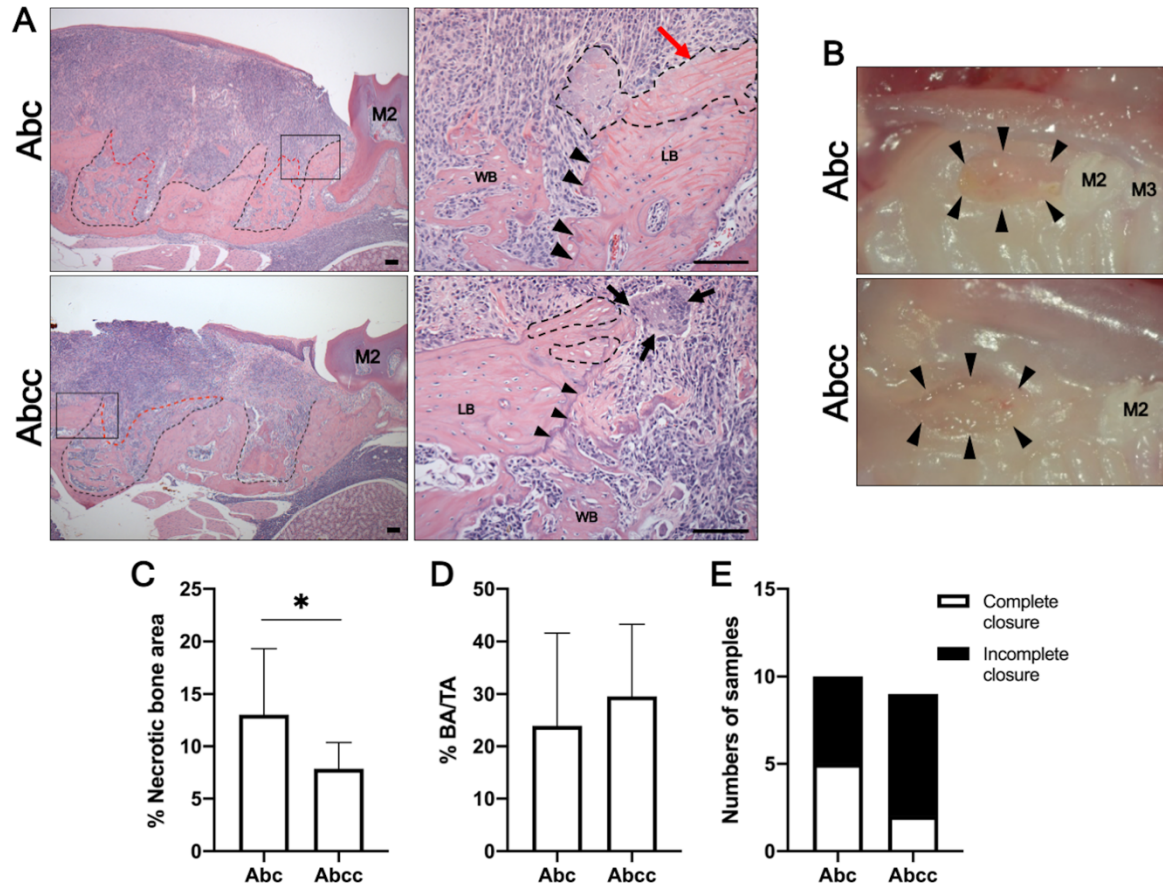 A
B
Abc
M2
WB
LB
Abc
M2
M3
Abcc
M2
LB
WB
Abcc
M2
C
D
E
% Necrotic bone area
25
20
15
10
5
0
*
Abc
Abcc
% BA/TA
50
40
30
20
10
0
Abc
Abcc
Numbers of samples
15
10
5
0
Abc
Abcc
Complete
closure
Incomplete
closure